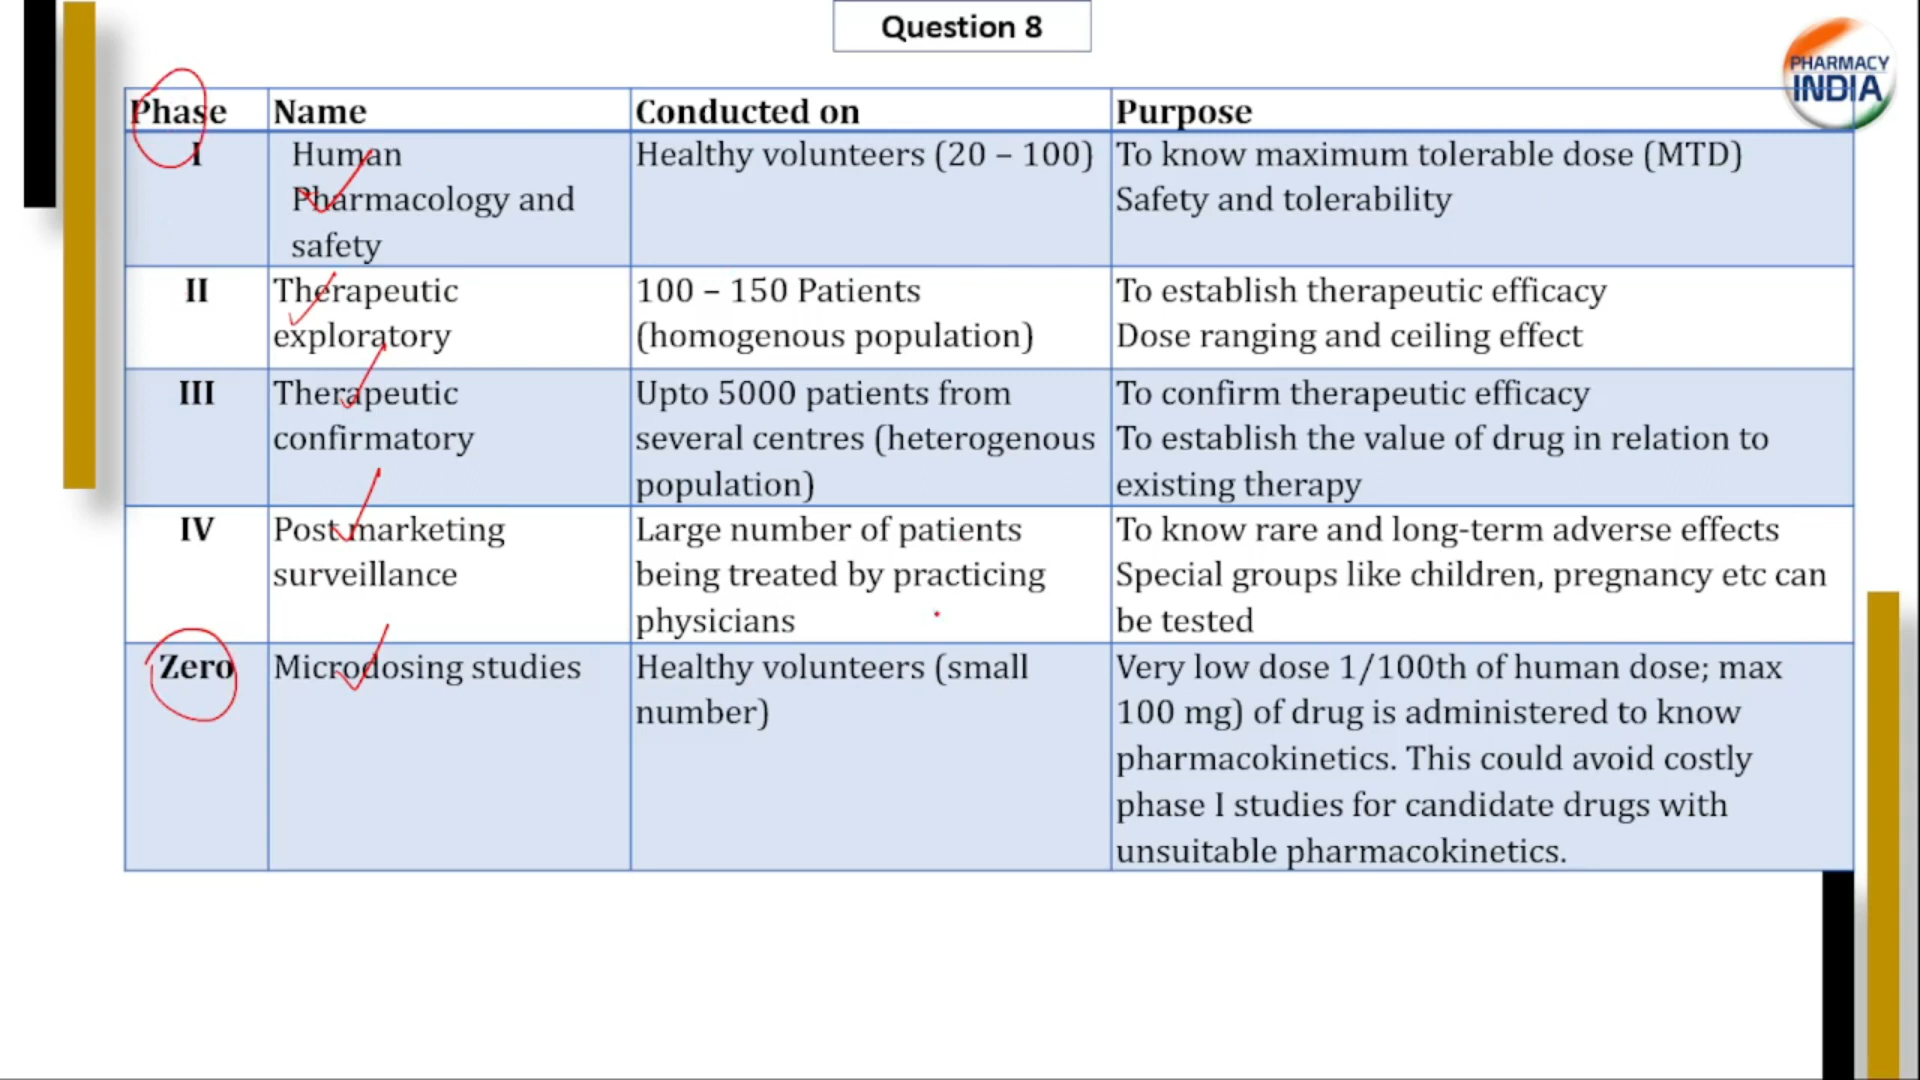 Question 8
PHARMACY
INDIA
Phase
Name
Conducted on
Purpose
I
Human
Pharmacology and
safety
Healthy volunteers (20 – 100)
To know maximum tolerable dose (MTD)
Safety and tolerability
II
Therapeutic
exploratory
100 – 150 Patients
(homogenous population)
To establish therapeutic efficacy
Dose ranging and ceiling effect
III
Therapeutic
confirmatory
Upto 5000 patients from
several centres (heterogenous
population)
To confirm therapeutic efficacy
To establish the value of drug in relation to
existing therapy
IV
Post marketing
surveillance
Large number of patients
being treated by practicing
physicians
To know rare and long-term adverse effects
Special groups like children, pregnancy etc can
be tested
Zero
Microdosing studies
Healthy volunteers (small
number)
Very low dose 1/100th of human dose; max
100 mg) of drug is administered to know
pharmacokinetics. This could avoid costly
phase I studies for candidate drugs with
unsuitable pharmacokinetics.